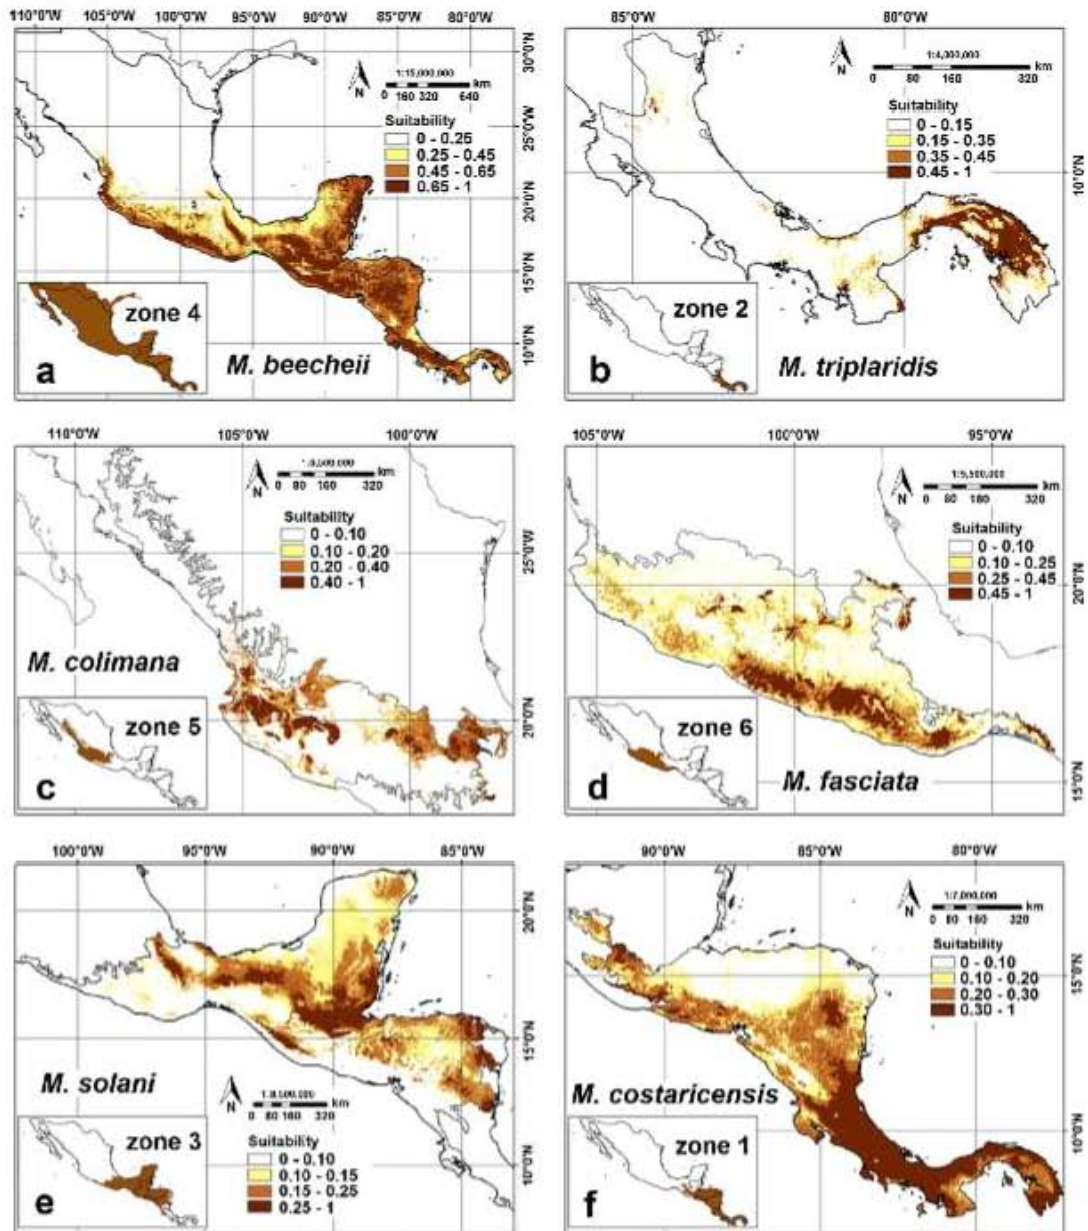 110°0'W 105°0'W 100°0'W 95°0'W 90°0'W 85°0'W 80°0'W
30°0'N
25°0'W
20°0'N
15°0'N
10°0'N
N
1:15,000,000
km
0 160 320 640
Suitability
0 - 0.25
0.25 - 0.45
0.45 - 0.65
0.65 - 1
zone 4
a
M. beecheii
85°0'W 80°0'W
10°0'N
N
1:4,000,000
km
0 80 160 320
Suitability
0 - 0.15
0.15 - 0.35
0.35 - 0.45
0.45 - 1
zone 2
b
M. triplaridis
110°0'W 105°0'W 100°0'W
25°0'W
20°0'N
N
km
0 80 160 320
Suitability
0 - 0.10
0.10 - 0.20
0.20 - 0.40
0.40 - 1
M. colimana
zone 5
c
105°0'W 100°0'W 95°0'W
20°0'N
15°0'N
N
1:5,500,000
km
0 80 160 320
Suitability
0 - 0.10
0.10 - 0.25
0.25 - 0.45
0.45 - 1
zone 6
d
M. fasciata
100°0'W 95°0'W 90°0'W 85°0'W
20°0'N
15°0'N
10°0'N
M. solani
N
km
0 80 160 320
Suitability
0 - 0.10
0.10 - 0.15
0.15 - 0.25
0.25 - 1
zone 3
e
90°0'W 85°0'W 80°0'W
15°0'N
10°0'N
N
1:7,000,000
km
0 80 160 320
Suitability
0 - 0.10
0.10 - 0.20
0.20 - 0.30
0.30 - 1
M. costaricensis
zone 1
f